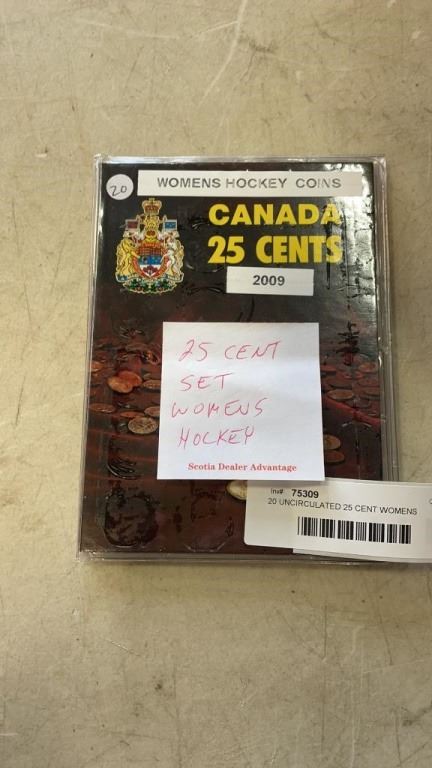 20
WOMENS HOCKEY COINS
CANADA
25 CENTS
2009
25 CENT
SET
WOMENS
HOCKEY
Scotia Dealer Advantage
Inv#: 75309
20 UNCIRCULATED 25 CENT WOMENS